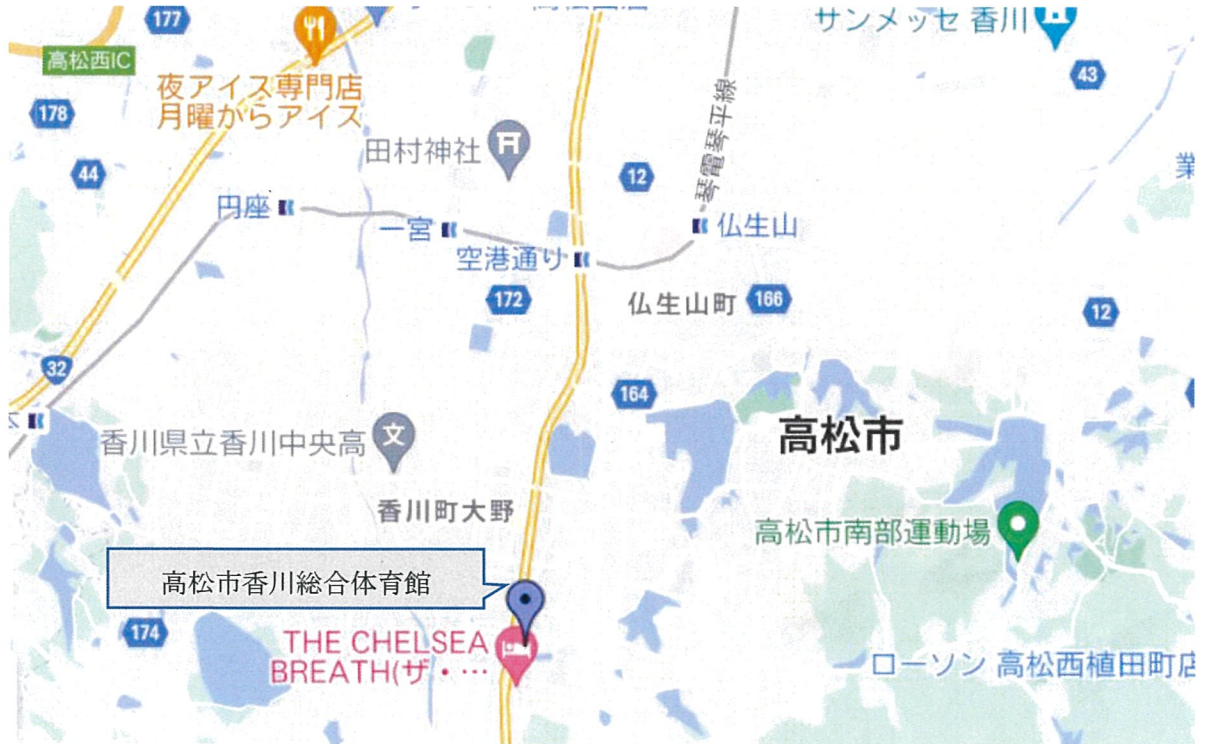 177
サンメッセ 香川
高松西IC
43
夜アイス専門店
月曜からアイス
178
琴電琴平線
田村神社
44
12
業
円座
一宮
仏生山
空港通り
172
仏生山町
166
12
32
164
高松市
香川県立香川中央高
香川町大野
高松市南部運動場
高松市香川総合体育館
174
THE CHELSEA
BREATH(ザ・…
ローソン 高松西植田町店